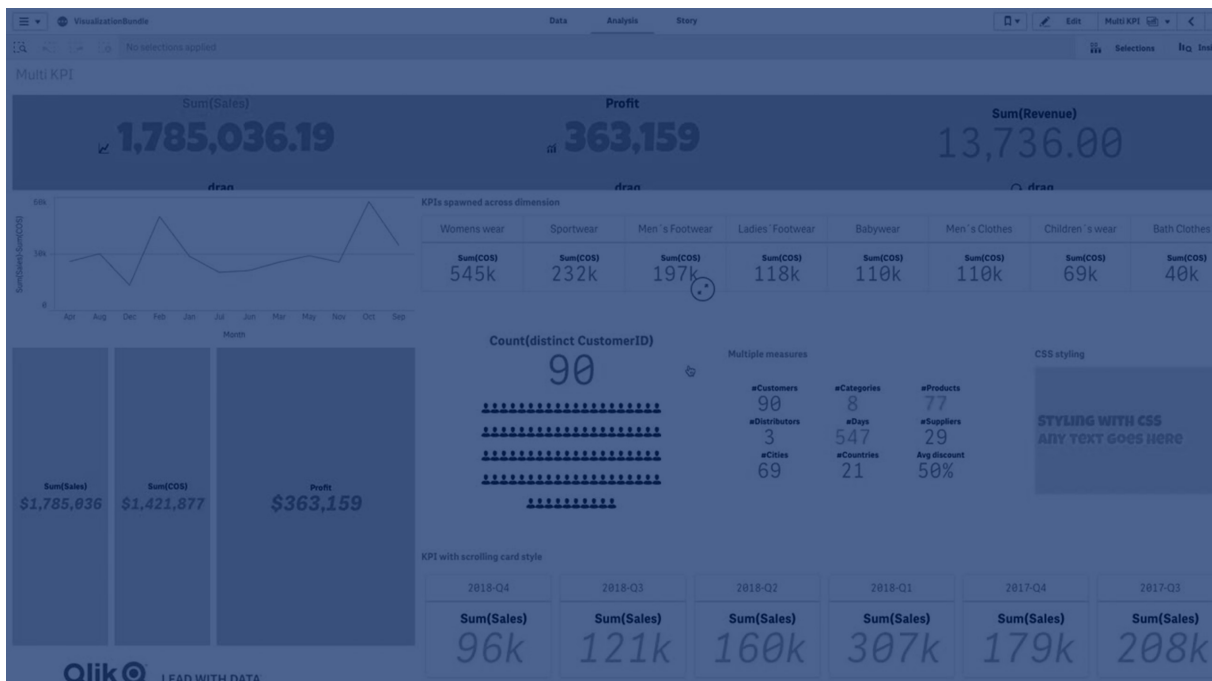 VisualizationBundle
Data
Analysis
Story
Edit
Multi KPI
No selections applied
Selections
Multi KPI
Sum(Sales)
1,785,036.19
drag
Profit
363,159
drag
Sum(Revenue)
13,736.00
drag
Sum(Sales)-Sum(COS)
0
Apr Aug Dec Feb Jan Jul Jun Mar May Nov Oct Sep
Month
KPIs spawned across dimension
Womens wear Sportwear Men´s Footwear Ladies´Footwear Babywear Men´s Clothes Children´s wear Bath Clothes
Sum(COS) Sum(COS) Sum(COS) Sum(COS) Sum(COS) Sum(COS) Sum(COS) Sum(COS)
545k 232k 197k 118k 110k 110k 69k 40k
Count(distinct CustomerID)
90
Multiple measures
#Customers #Categories #Products
90 8 77
#Distributors #Days #Suppliers
3 547 29
#Cities #Countries Avg discount
69 21 50%
CSS styling
STYLING WITH CSS
ANY TEXT GOES HERE
Sum(Sales)
$1,785,036
Sum(COS)
$1,421,877
Profit
$363,159
KPI with scrolling card style
2018-Q4 2018-Q3 2018-Q2 2018-Q1 2017-Q4 2017-Q3
Sum(Sales) Sum(Sales) Sum(Sales) Sum(Sales) Sum(Sales) Sum(Sales)
96k 121k 160k 307k 179k 208k
Qlik LEAD WITH DATA